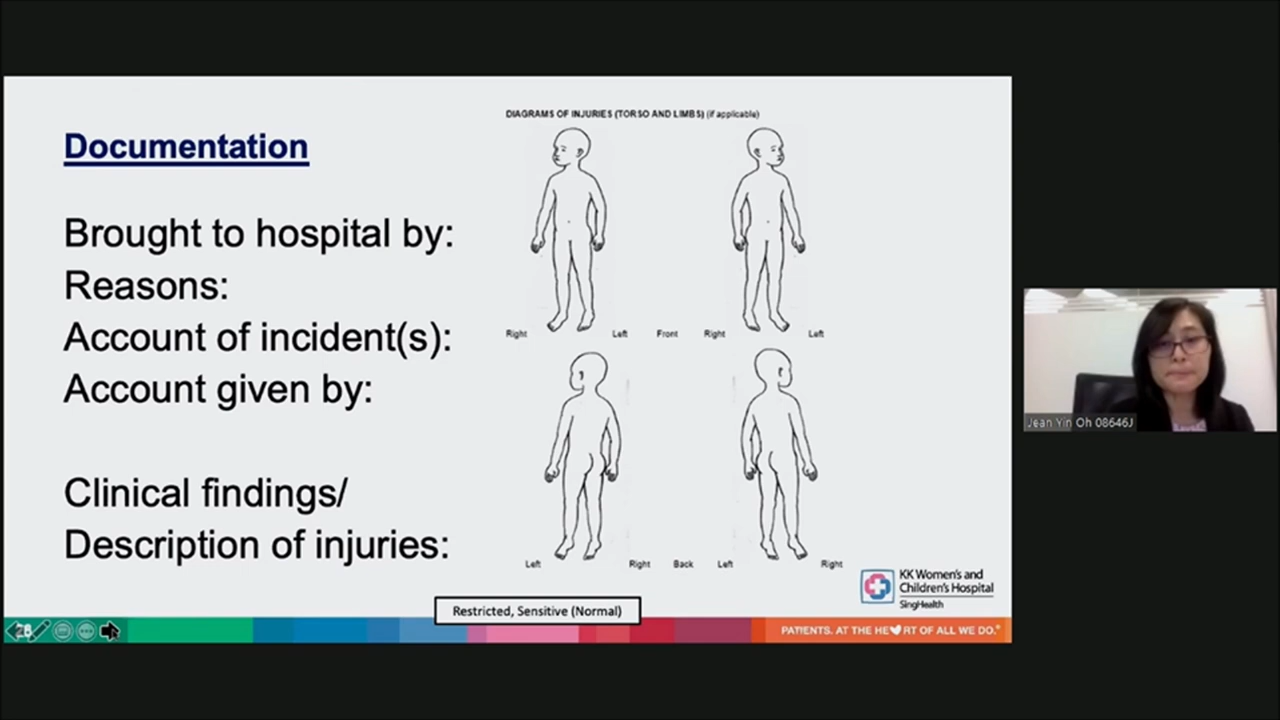 Documentation
Brought to hospital by:
Reasons:
Account of incident(s):
Account given by:
Clinical findings/
Description of injuries:
DIAGRAMS OF INJURIES (TORSO AND LIMBS) (if applicable)
Right Left Front Right Left
Left Right Back Left Right
KK Women's and
Children's Hospital
SingHealth
Restricted, Sensitive (Normal)
PATIENTS. AT THE HE RT OF ALL WE DO.®
Jean Yin Oh 08646J